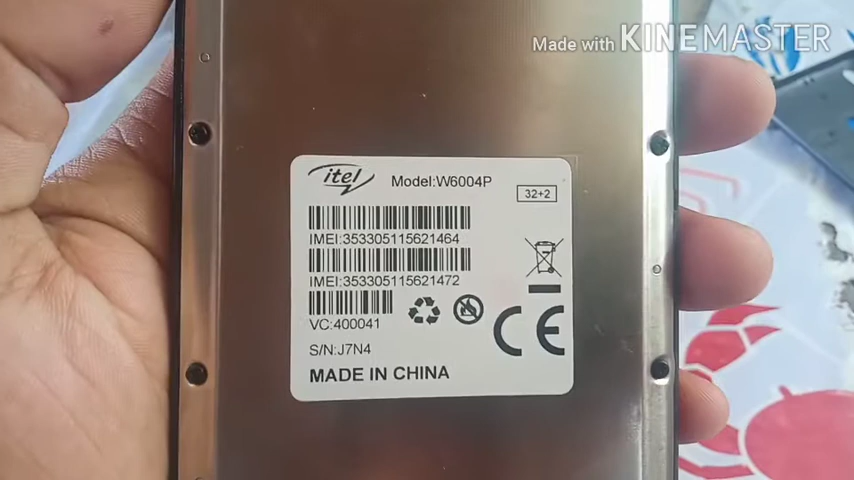 Made with KINEMASTER
itel Model:W6004P
32+2
IMEI:353305115621464
IMEI:353305115621472
VC:400041
S/N:J7N4
MADE IN CHINA
CE